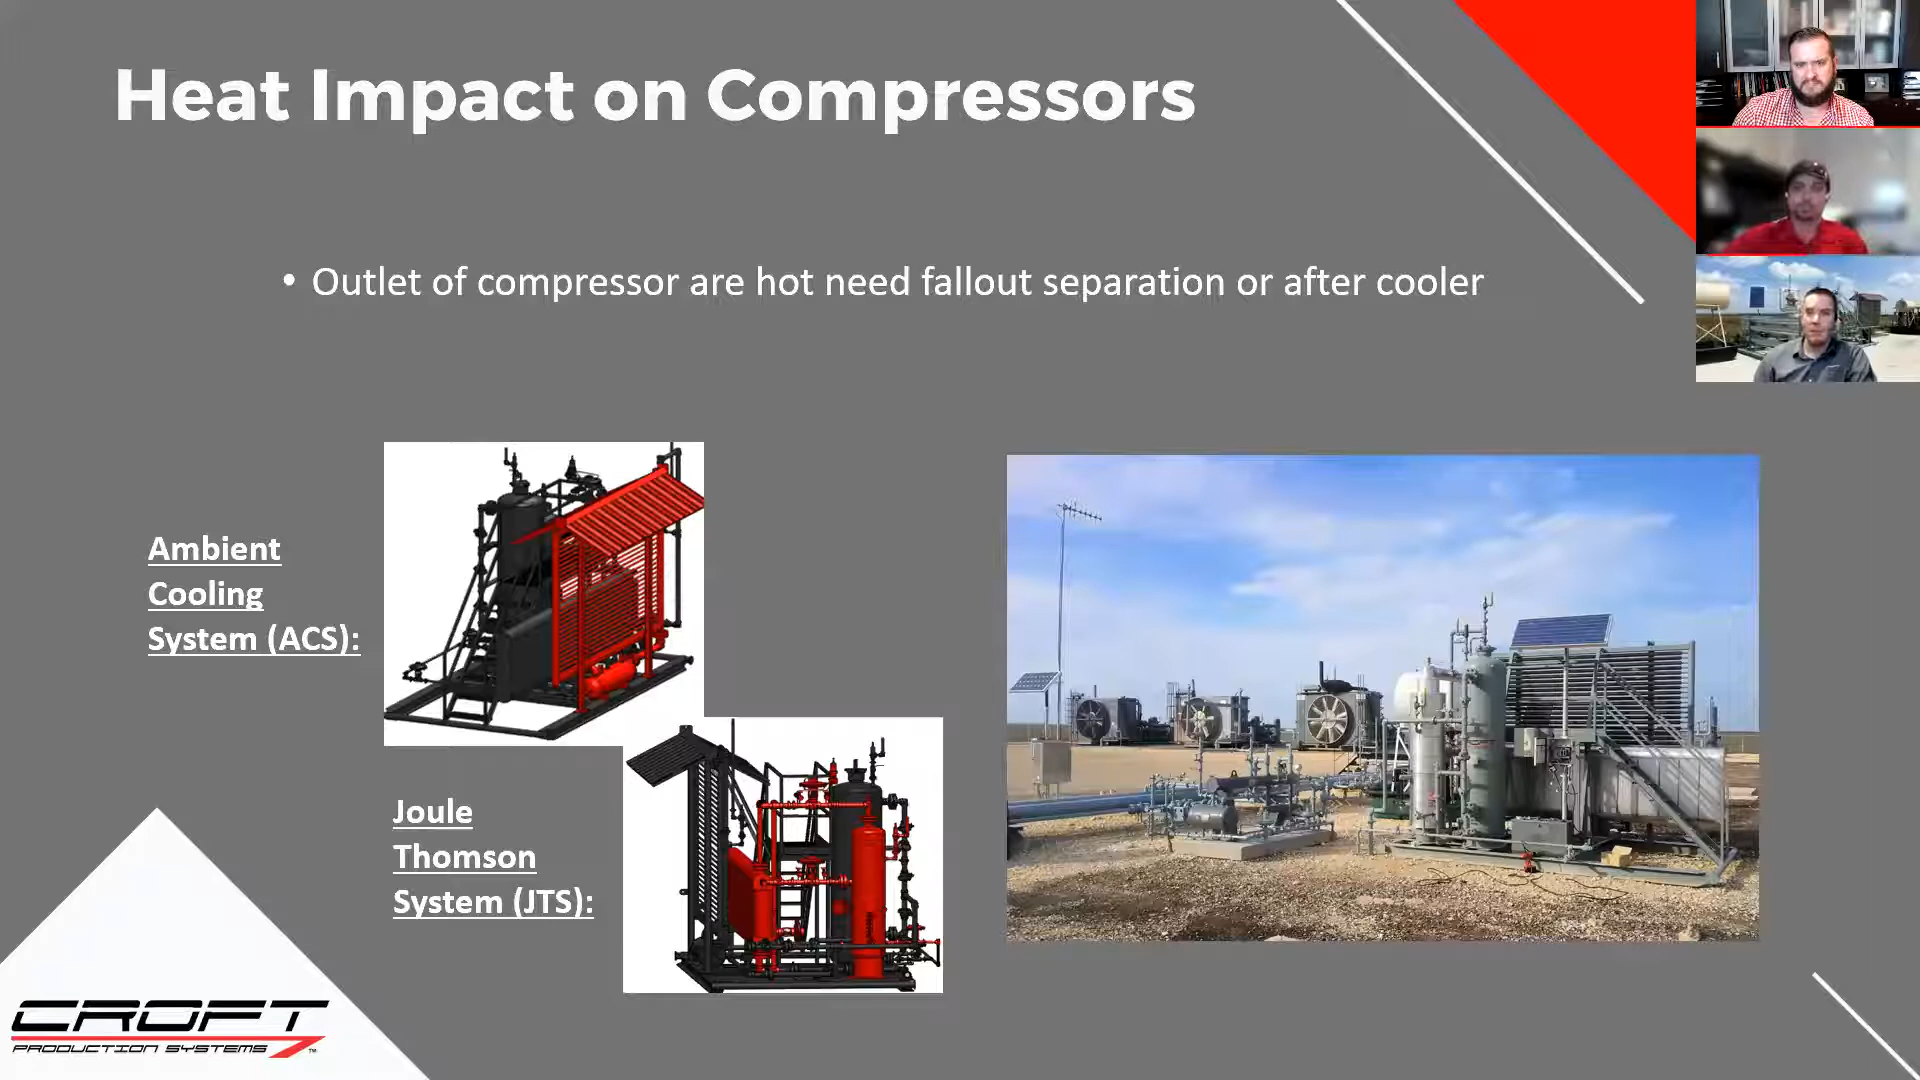 Heat Impact on Compressors
• Outlet of compressor are hot need fallout separation or after cooler
Ambient
Cooling
System (ACS):
Joule
Thomson
System (JTS):
CROFT
PRODUCTION SYSTEMS™